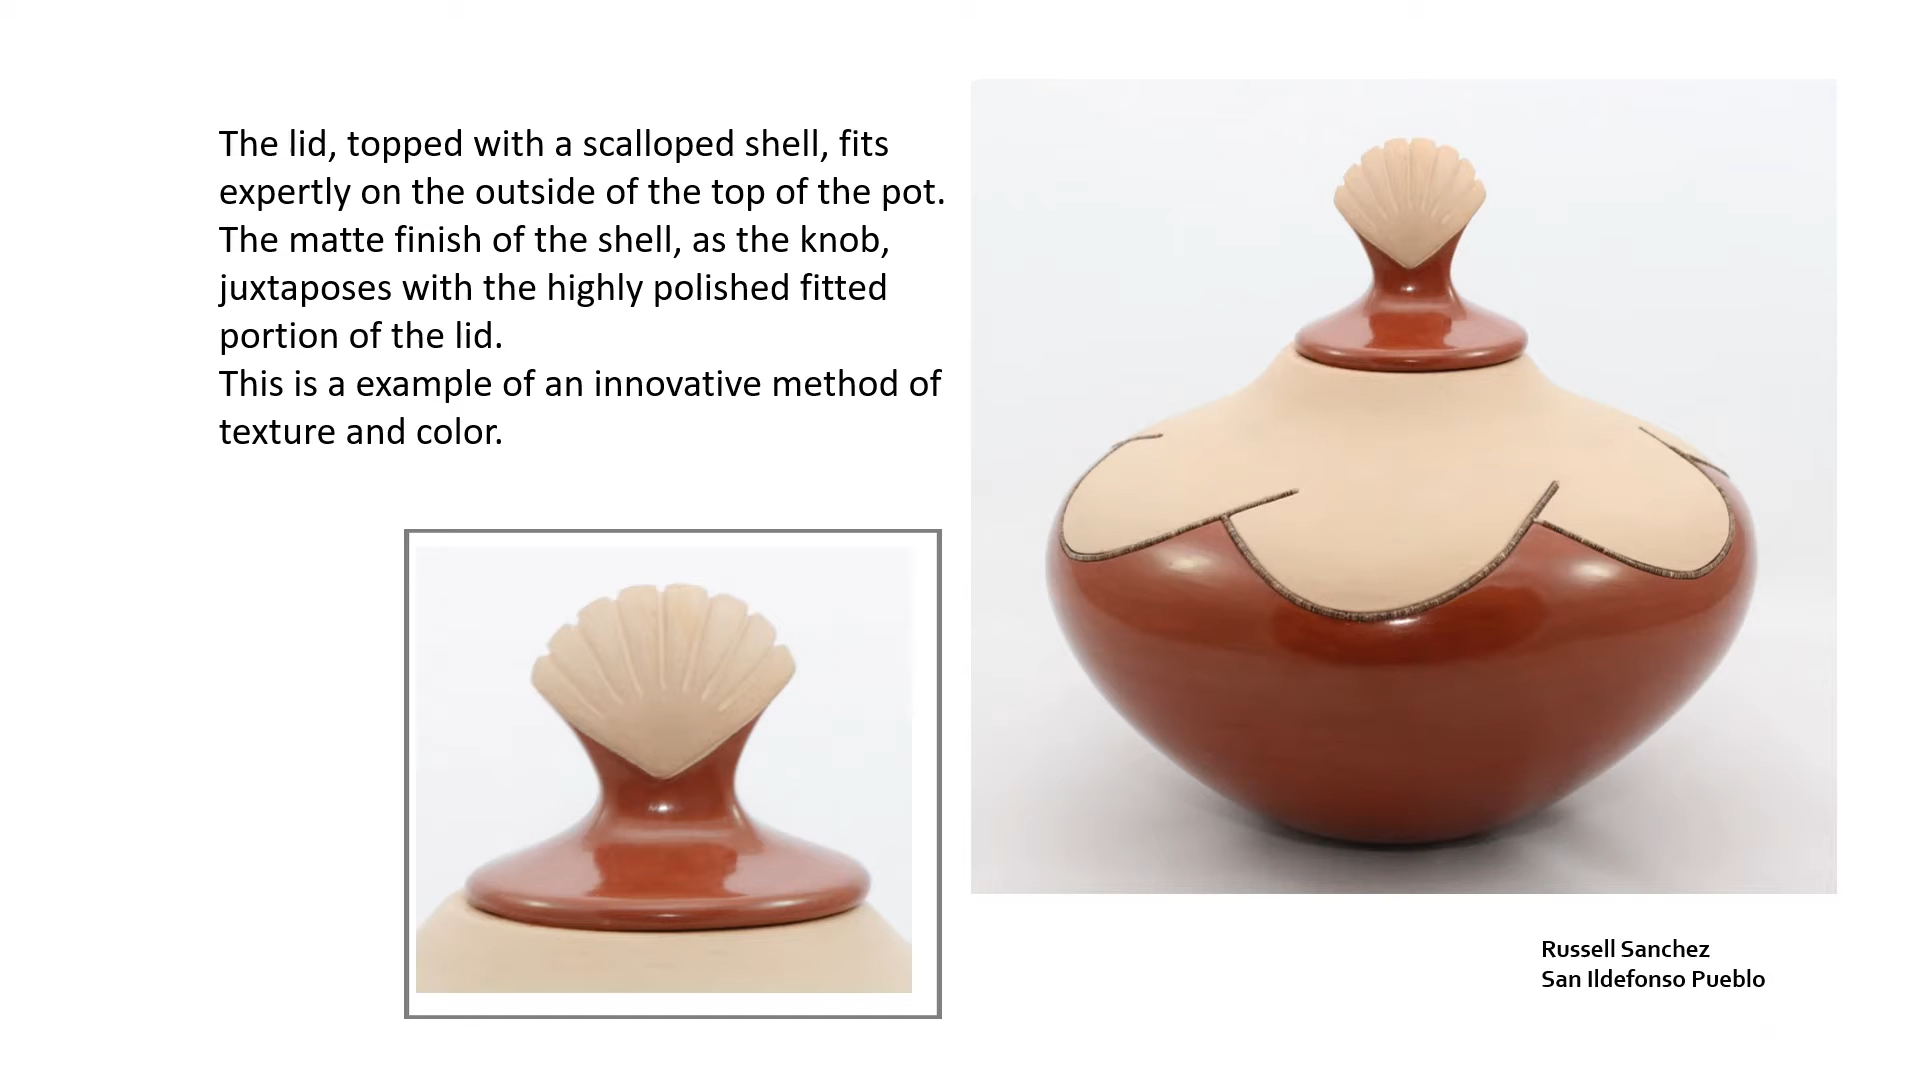 The lid, topped with a scalloped shell, fits
expertly on the outside of the top of the pot.
The matte finish of the shell, as the knob,
juxtaposes with the highly polished fitted
portion of the lid.
This is a example of an innovative method of
texture and color.
Russell Sanchez
San Ildefonso Pueblo